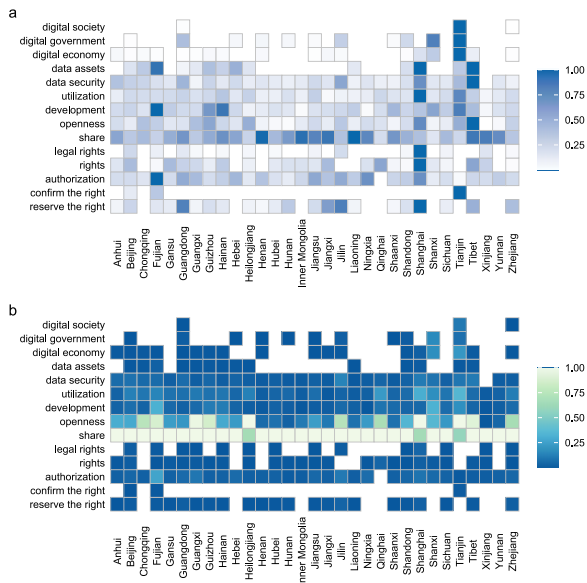 a
digital society
digital government
digital economy
data assets
data security
utilization
development
openness
share
legal rights
rights
authorization
confirm the right
reserve the right
1.00
0.75
0.50
0.25
Anhui
Beijing
Chongqing
Fujian
Gansu
Guangdong
Guangxi
Guizhou
Hainan
Hebei
Heilongjiang
Henan
Hubei
Hunan
Inner Mongolia
Jiangsu
Jiangxi
Jilin
Liaoning
Ningxia
Qinghai
Shaanxi
Shandong
Shanghai
Shanxi
Sichuan
Tianjin
Tibet
Xinjiang
Yunnan
Zhejiang
b
digital society
digital government
digital economy
data assets
data security
utilization
development
openness
share
legal rights
rights
authorization
confirm the right
reserve the right
1.00
0.75
0.50
0.25
Anhui
Beijing
Chongqing
Fujian
Gansu
Guangdong
Guangxi
Guizhou
Hainan
Hebei
Heilongjiang
Henan
Hubei
Hunan
nner Mongolia
Jiangsu
Jiangxi
Jilin
Liaoning
Ningxia
Qinghai
Shaanxi
Shandong
Shanghai
Shanxi
Sichuan
Tianjin
Tibet
Xinjiang
Yunnan
Zhejiang